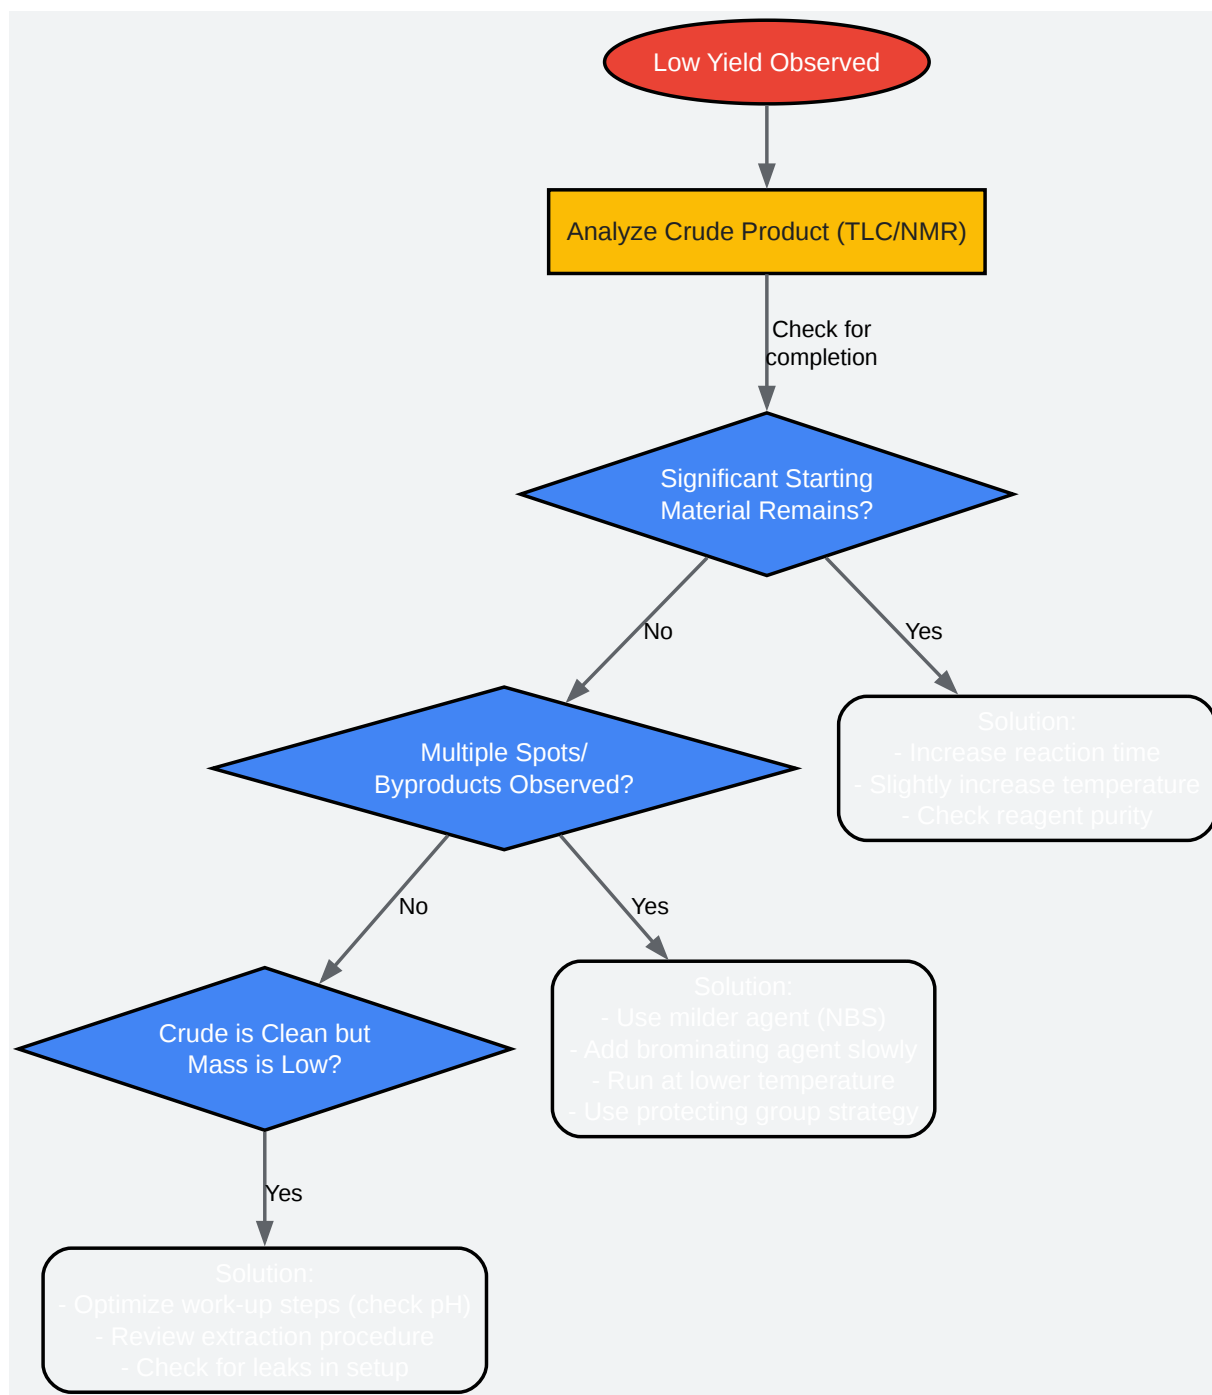 Low Yield Observed
Analyze Crude Product (TLC/NMR)
Check for
completion
Significant Starting
Material Remains?
No
Yes
Multiple Spots/
Byproducts Observed?
Solution:
- Increase reaction time
- Slightly increase temperature
- Check reagent purity
No
Yes
Crude is Clean but
Mass is Low?
Solution:
- Use milder agent (NBS)
- Add brominating agent slowly
- Run at lower temperature
- Use protecting group strategy
Yes
Solution:
- Optimize work-up steps (check pH)
- Review extraction procedure
- Check for leaks in setup